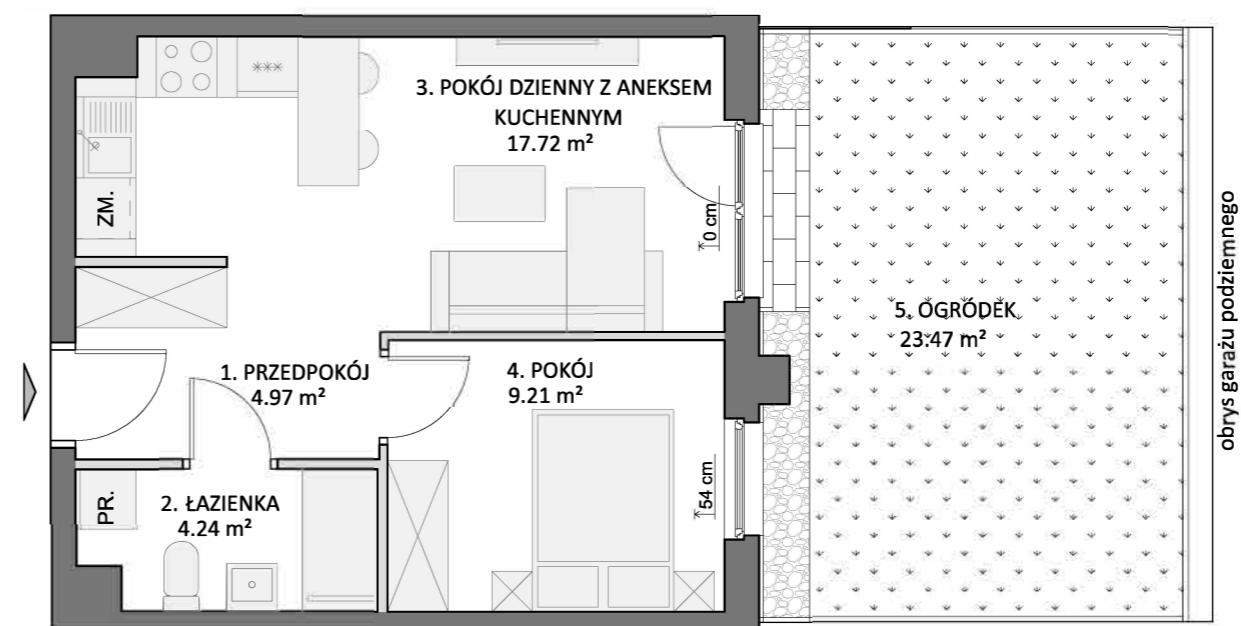 3. POKÓJ DZIENNY Z ANEKSEM
KUCHENNYM
17.72 m²
ZM.
0 cm
5. OGRÓDEK
23.47 m²
obrys garażu podziemnego
1. PRZEDPOKÓJ
4.97 m²
4. POKÓJ
9.21 m²
PR.
2. ŁAZIENKA
4.24 m²
54 cm